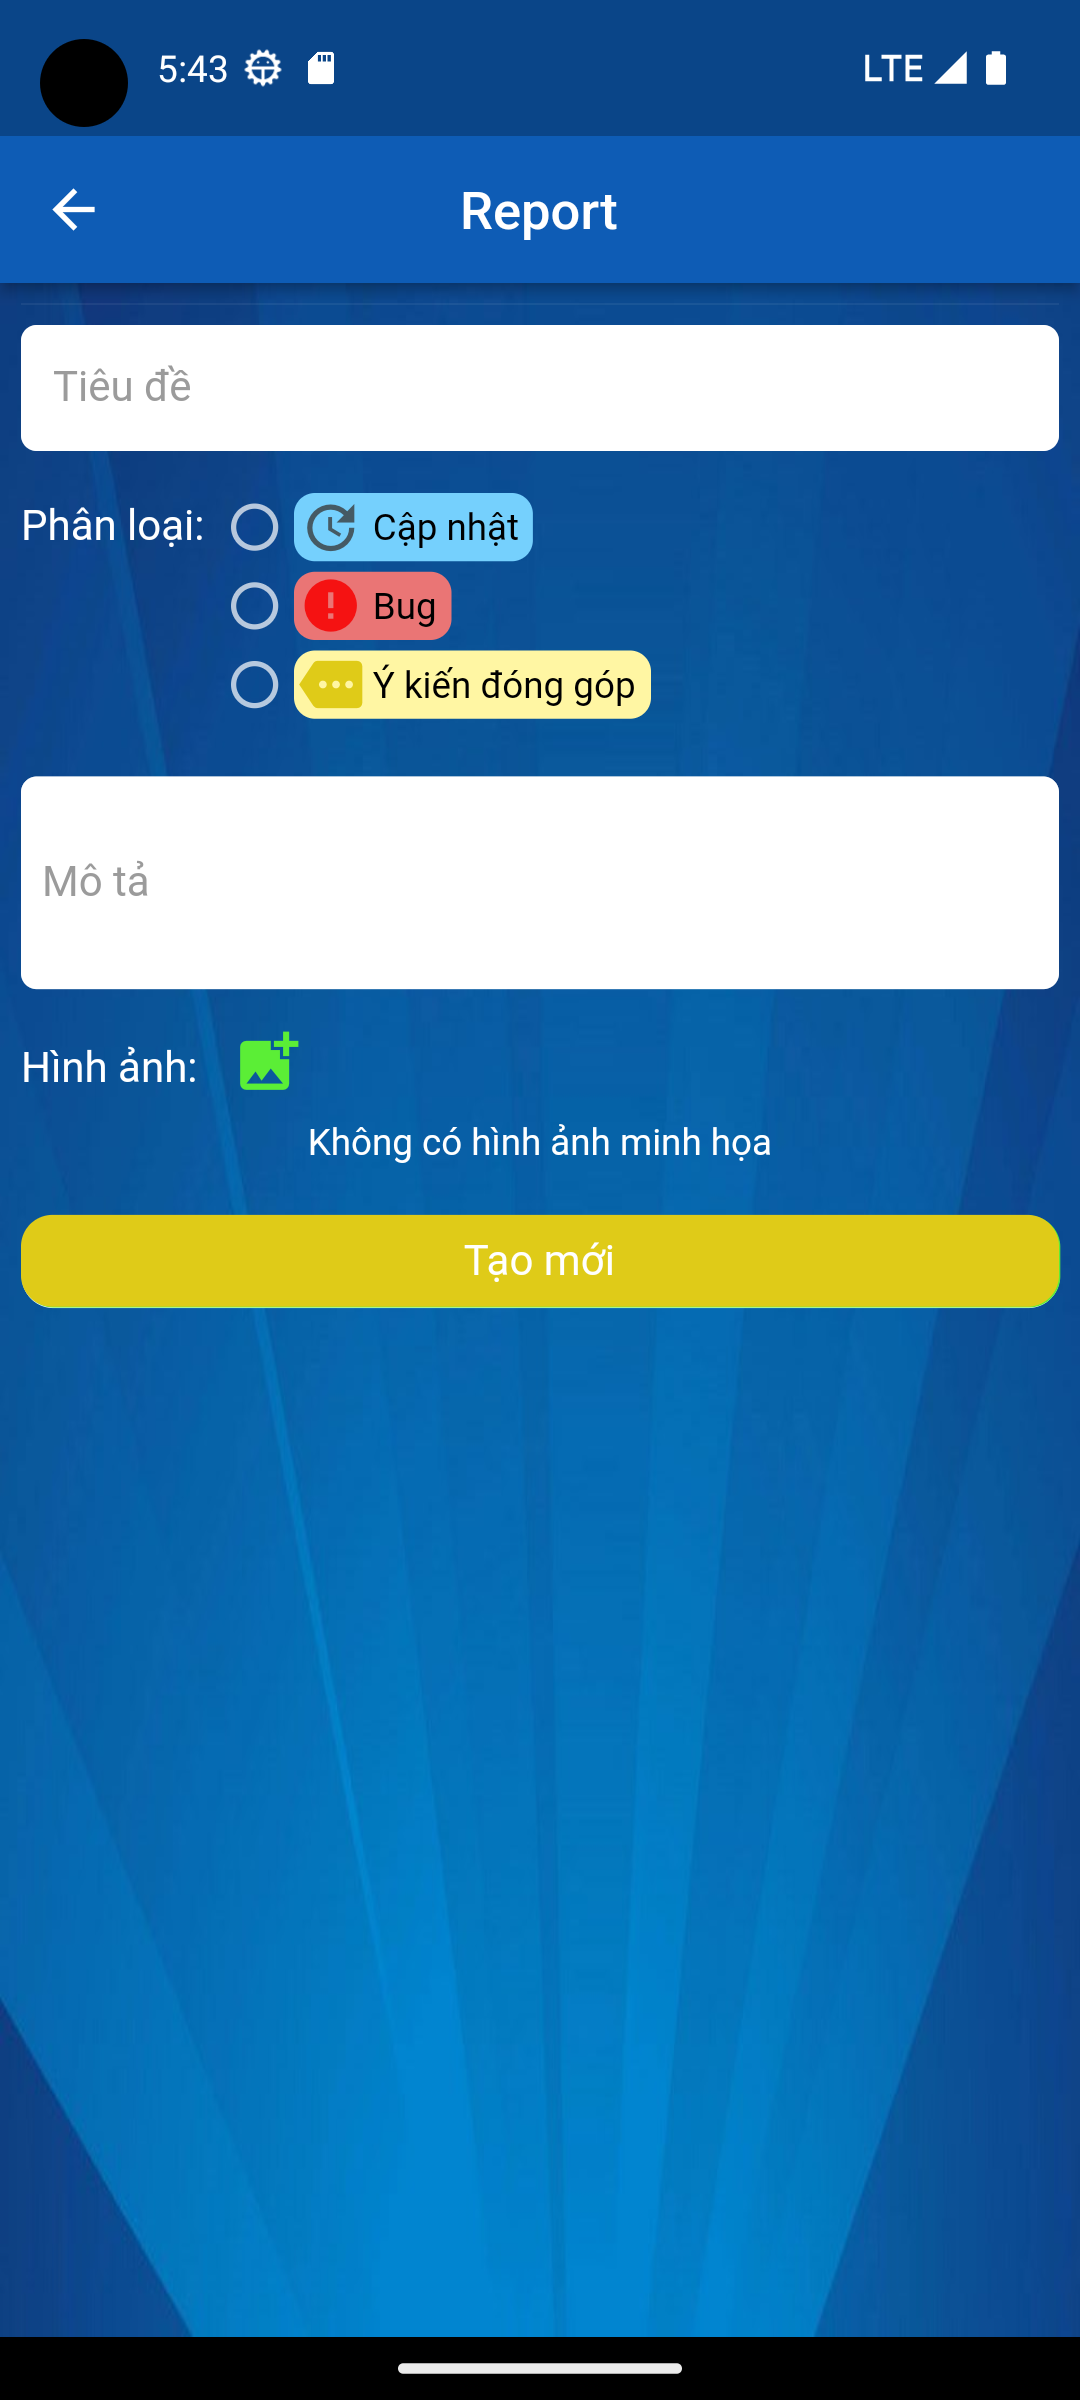 5:43
LTE
Report
Tiêu đề
Phân loại:
Cập nhật
Bug
Ý kiến đóng góp
Mô tả
Hình ảnh:
Không có hình ảnh minh họa
Tạo mới